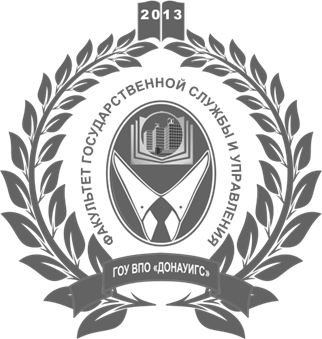 2013
ФАКУЛЬТЕТ ГОСУДАРСТВЕННОЙ СЛУЖБЫ И УПРАВЛЕНИЯ
ГОУ ВПО «ДОНАУИГС»